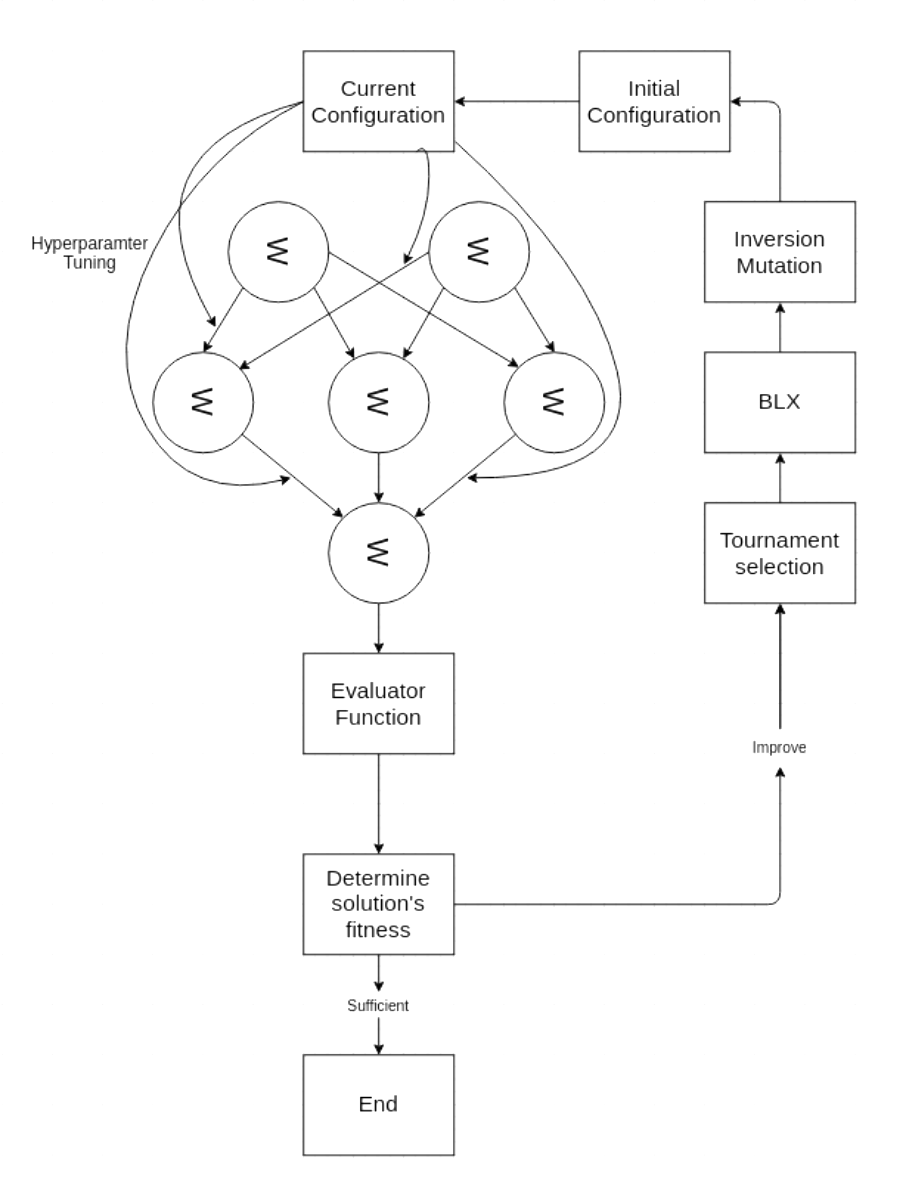 Current
Configuration
Initial
Configuration
Hyperparamter
Tuning
W
W
Inversion
Mutation
W
W
W
BLX
Tournament
selection
W
Evaluator
Function
Improve
Determine
solution's
fitness
Sufficient
End